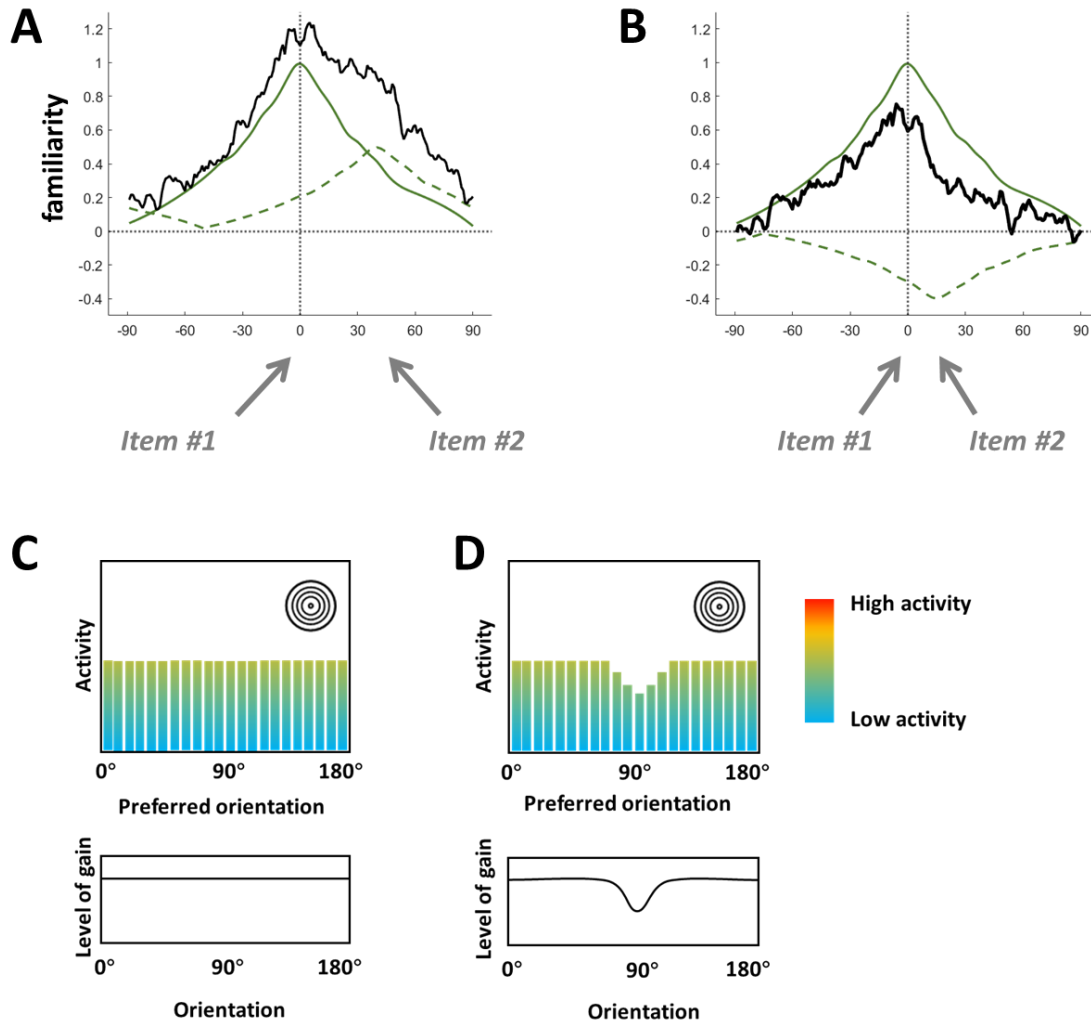 A
B
familiarity
1.2
1
0.8
0.6
0.4
0.2
0
-0.2
-0.4
-90
-60
-30
0
30
60
90
1.2
1
0.8
0.6
0.4
0.2
0
-0.2
-0.4
-90
-60
-30
0
30
60
90
Item #1
Item #2
Item #1
Item #2
C
D
Activity
0°
90°
180°
Preferred orientation
Activity
0°
90°
180°
Preferred orientation
High activity
Low activity
Level of gain
0°
90°
180°
Orientation
Level of gain
0°
90°
180°
Orientation